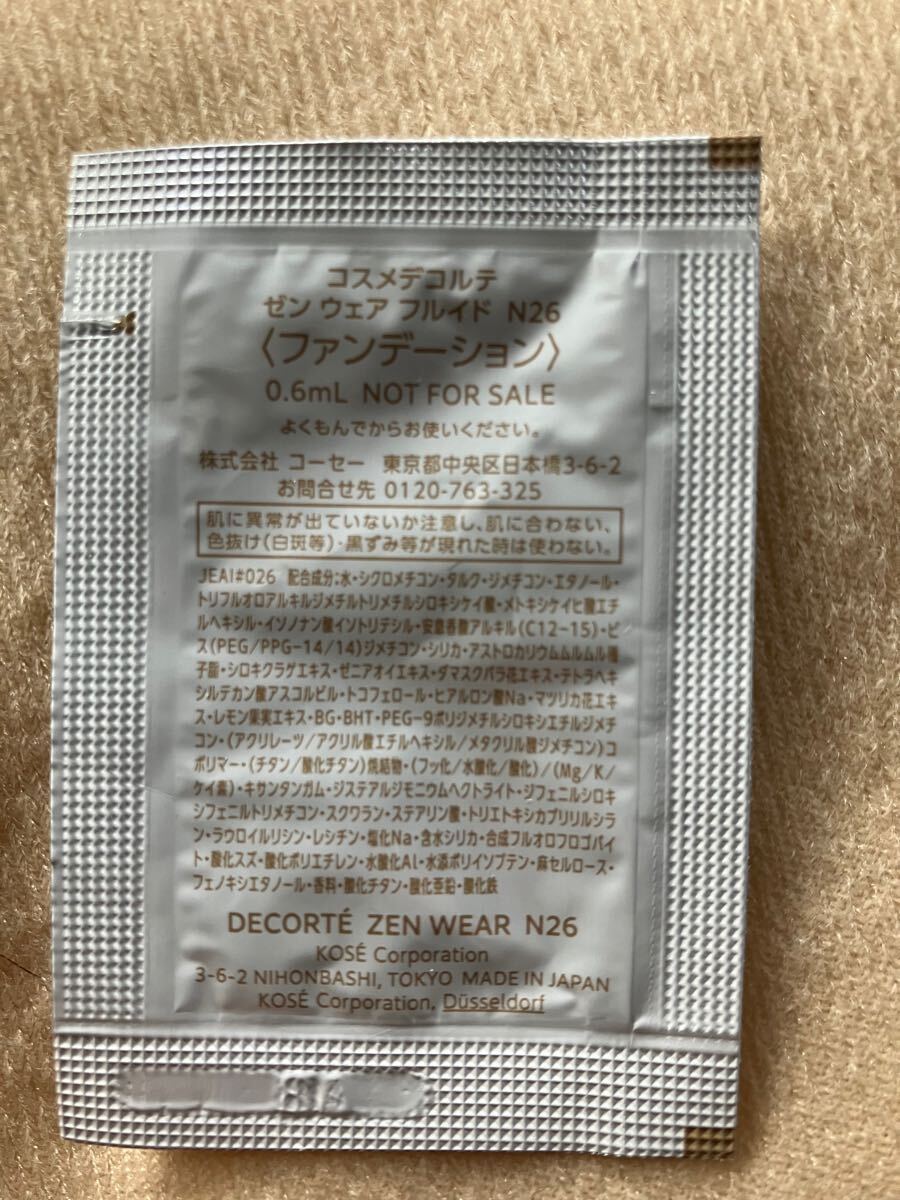 コスメデコルテ
ゼン ウェア フルイド N26
〈ファンデーション〉
0.6mL NOT FOR SALE
よくもんでからお使いください。
株式会社 コーセー 東京都中央区日本橋3-6-2
お問合せ先 0120-763-325
肌に異常が出ていないか注意し、肌に合わない、
色抜け(白斑等)・黒ずみ等が現れた時は使わない。
JEAI#026 配合成分:水・シクロメチコン・タルク・ジメチコン・エタノール・
トリフルオロアルキルジメチルトリメチルシロキシケイ酸・メトキシケイヒ酸エチ
ルヘキシル・イソノナン酸イソトリデシル・安息香酸アルキル(C12-15)・ビ
ス(PEG/PPG-14/14)ジメチコン・シリカ・アストロカリウムムルムル種
子脂・シロキクラゲエキス・ゼニアオイエキス・ダマスクバラ花エキス・テトラヘキ
シルデカン酸アスコルビル・トコフェロール・ヒアルロン酸Na・マツリカ花エキ
ス・レモン果実エキス・BG・BHT・PEG-9ポリジメチルシロキシエチルジメチ
コン・(アクリレーツ/アクリル酸エチルヘキシル/メタクリル酸ジメチコン)コ
ポリマー・(チタン/酸化チタン)焼結物・(フッ化/水酸化/酸化)/(Mg/K/
ケイ素)・キサンタンガム・ジステアルジモニウムヘクトライト・ジフェニルシロキ
シフェニルトリメチコン・スクワラン・ステアリン酸・トリエトキシカプリリルシラ
ン・ラウロイルリシン・レシチン・塩化Na・含水シリカ・合成フルオロフロゴパイ
ト・酸化スズ・酸化ポリエチレン・水酸化Al・水添ポリイソブテン・麻セルロース・
フェノキシエタノール・香料・酸化チタン・酸化亜鉛・酸化鉄
DECORTÉ ZEN WEAR N26
KOSÉ Corporation
3-6-2 NIHONBASHI, TOKYO MADE IN JAPAN
KOSÉ Corporation, Düsseldorf